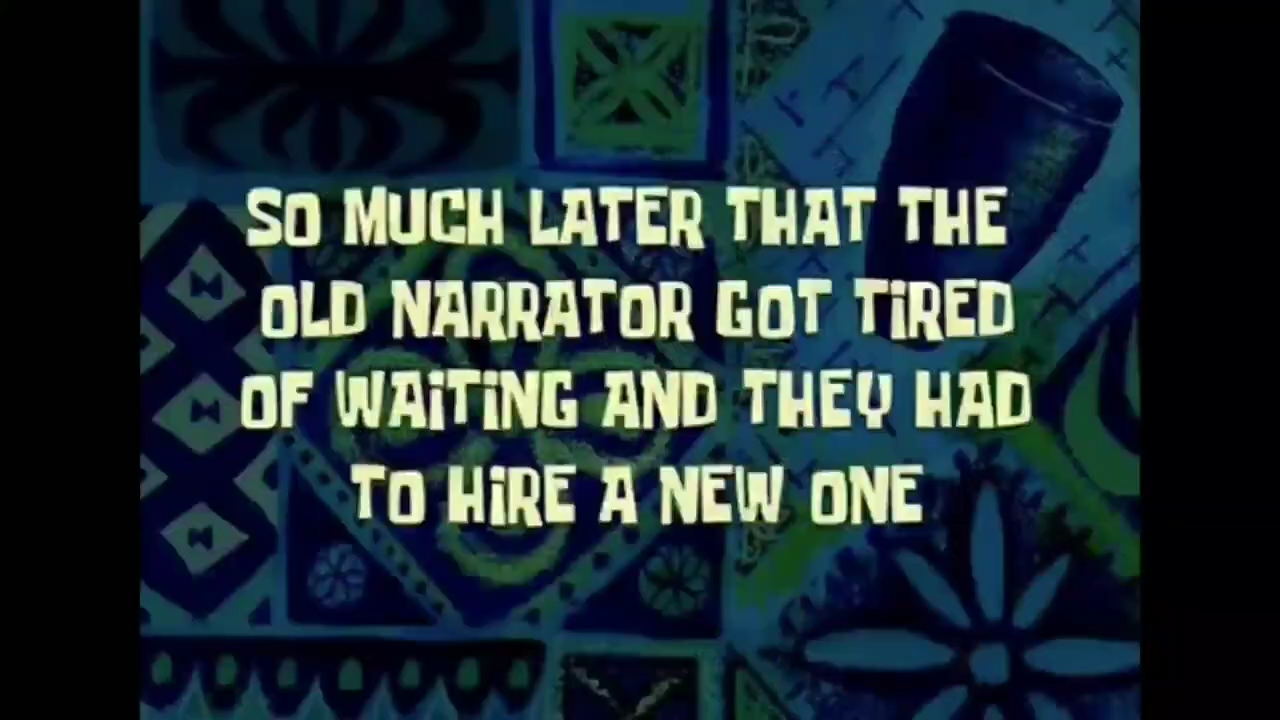 SO MUCH LATER THAT THE
OLD NARRATOR GOT TiRED
OF WAiTiNG AND THEY HAD
TO HiRE A NEW ONE